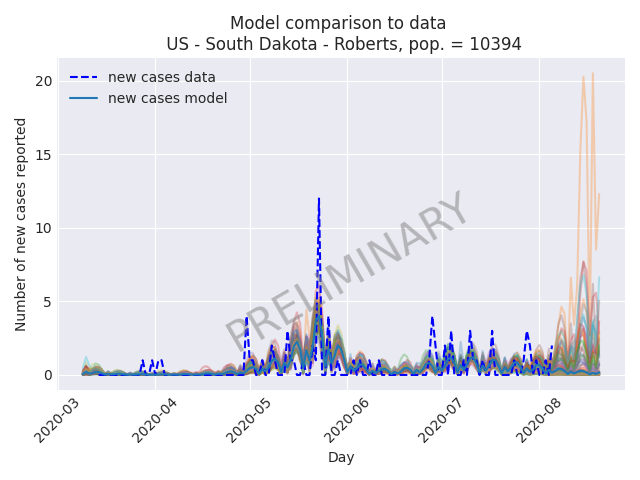 Model comparison to data
US - South Dakota - Roberts, pop. = 10394
new cases data
new cases model
Number of new cases reported
20
15
10
5
0
PRELIMINARY
2020-03
2020-04
2020-05
2020-06
2020-07
2020-08
Day